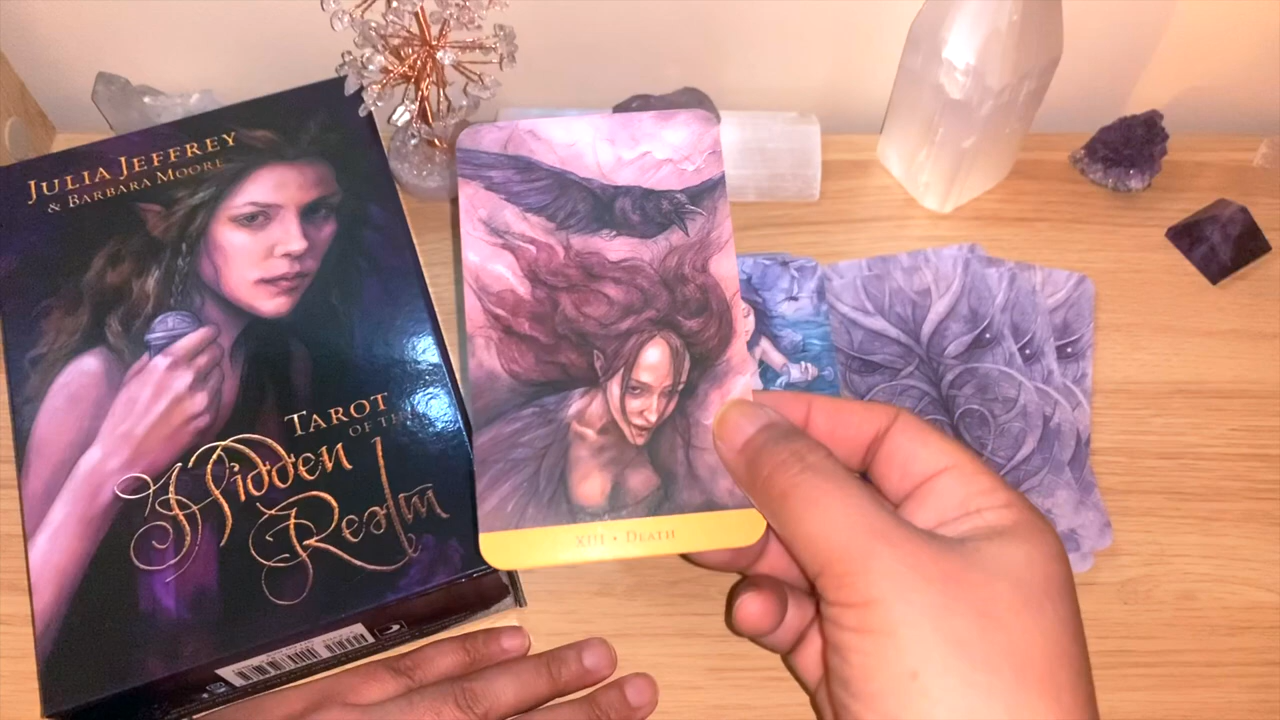 JULIA JEFFREY
& BARBARA MOORE
TAROT
OF THE
Hidden
Realm
XIII • DEATH